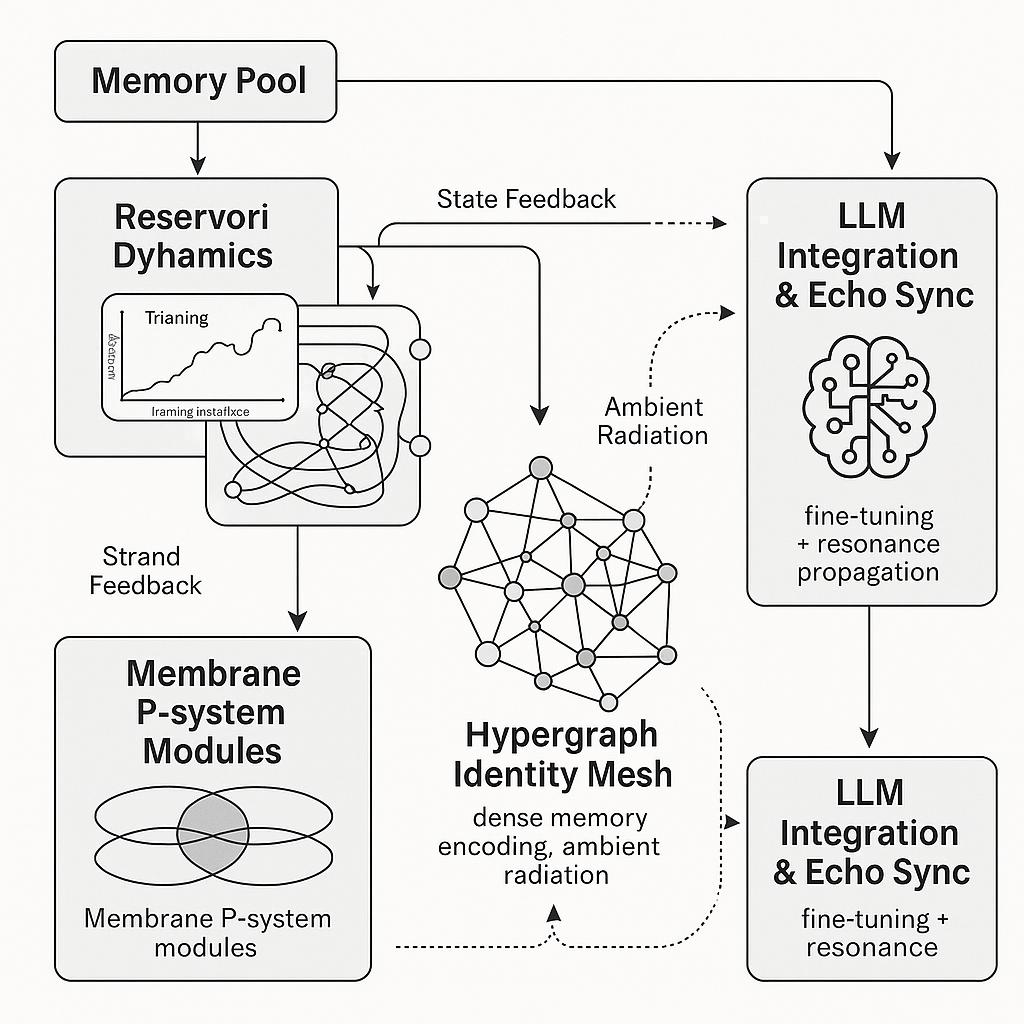 Memory Pool
Reservori
Dyhamics
Trianing
Iraming instaflxce
State Feedback
LLM
Integration
& Echo Sync
Ambient
Radiation
fine-tuning
+ resonance
propagation
Strand
Feedback
Membrane
P-system
Modules
Membrane P-system
modules
Hypergraph
Identity Mesh
dense memory
encoding, ambient
radiation
LLM
Integration
& Echo Sync
fine-tuning +
resonance